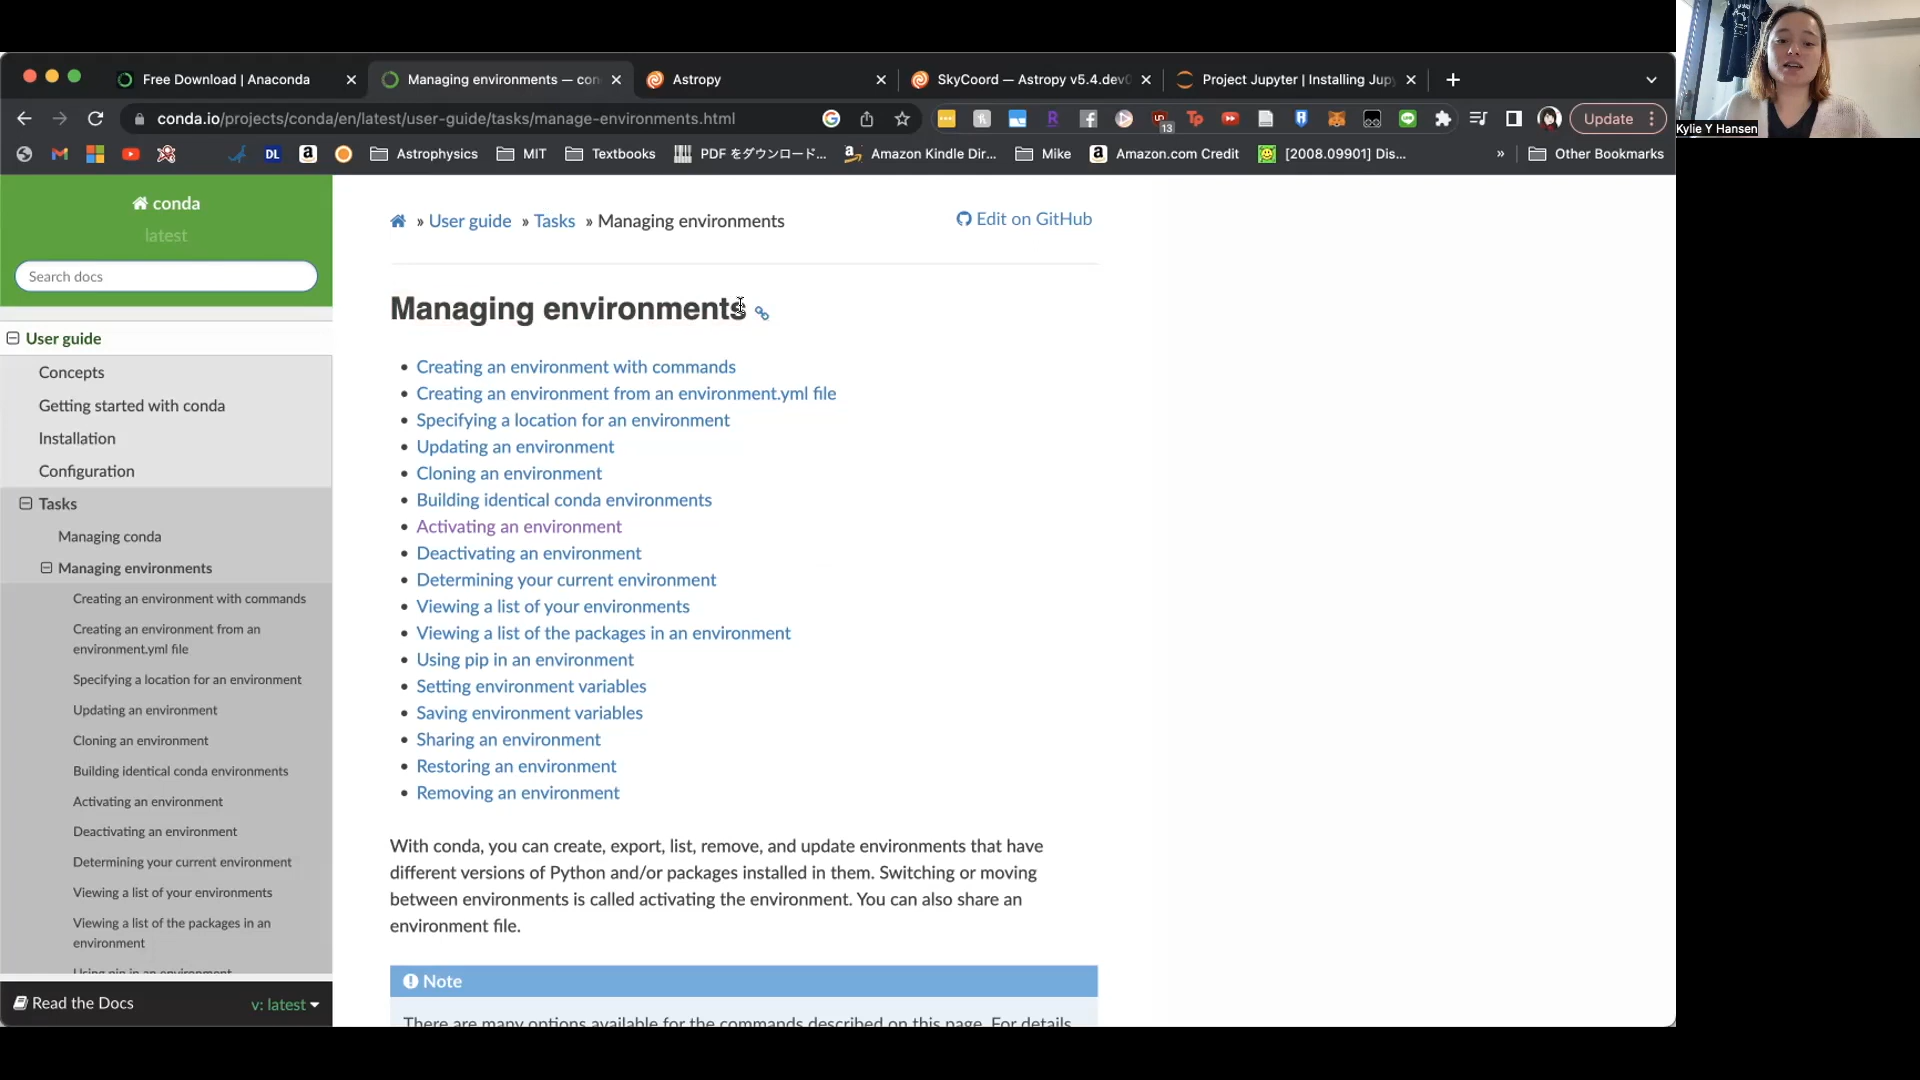 Free Download | Anaconda
Managing environments — con
Astropy
SkyCoord — Astropy v5.4.dev
Project Jupyter | Installing Jup
conda.io/projects/conda/en/latest/user-guide/tasks/manage-environments.html
13
Update
DL
Astrophysics
MIT
Textbooks
PDF をダウンロード...
Amazon Kindle Dir...
Mike
Amazon.com Credit
[2008.09901] Dis...
»
Other Bookmarks
Kylie Y Hansen
conda
latest
Search docs
User guide
Concepts
Getting started with conda
Installation
Configuration
Tasks
Managing conda
Managing environments
Creating an environment with commands
Creating an environment from an
environment.yml file
Specifying a location for an environment
Updating an environment
Cloning an environment
Building identical conda environments
Activating an environment
Deactivating an environment
Determining your current environment
Viewing a list of your environments
Viewing a list of the packages in an
environment
Using pip in an environment
Read the Docs
v: latest
» User guide » Tasks » Managing environments
Edit on GitHub
Managing environments
• Creating an environment with commands
• Creating an environment from an environment.yml file
• Specifying a location for an environment
• Updating an environment
• Cloning an environment
• Building identical conda environments
• Activating an environment
• Deactivating an environment
• Determining your current environment
• Viewing a list of your environments
• Viewing a list of the packages in an environment
• Using pip in an environment
• Setting environment variables
• Saving environment variables
• Sharing an environment
• Restoring an environment
• Removing an environment
With conda, you can create, export, list, remove, and update environments that have
different versions of Python and/or packages installed in them. Switching or moving
between environments is called activating the environment. You can also share an
environment file.
Note
There are many options available for the commands described on this page. For details